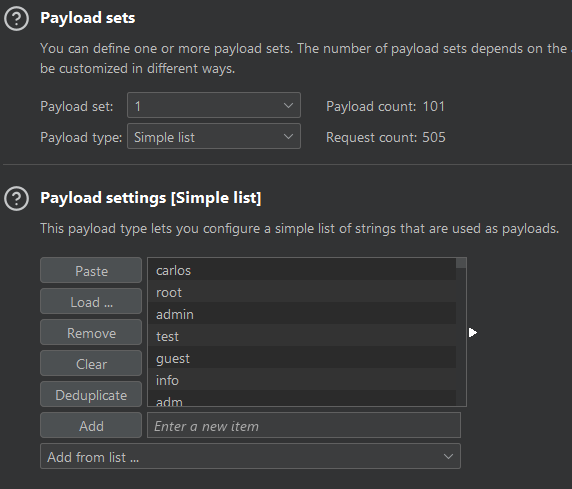 Payload sets
You can define one or more payload sets. The number of payload sets depends on the
be customized in different ways.
Payload set: 1 Payload count: 101
Payload type: Simple list Request count: 505
Payload settings [Simple list]
This payload type lets you configure a simple list of strings that are used as payloads.
Paste carlos
Load ... root
Remove admin
Clear test
Deduplicate guest
info
adm
Add Enter a new item
Add from list ...